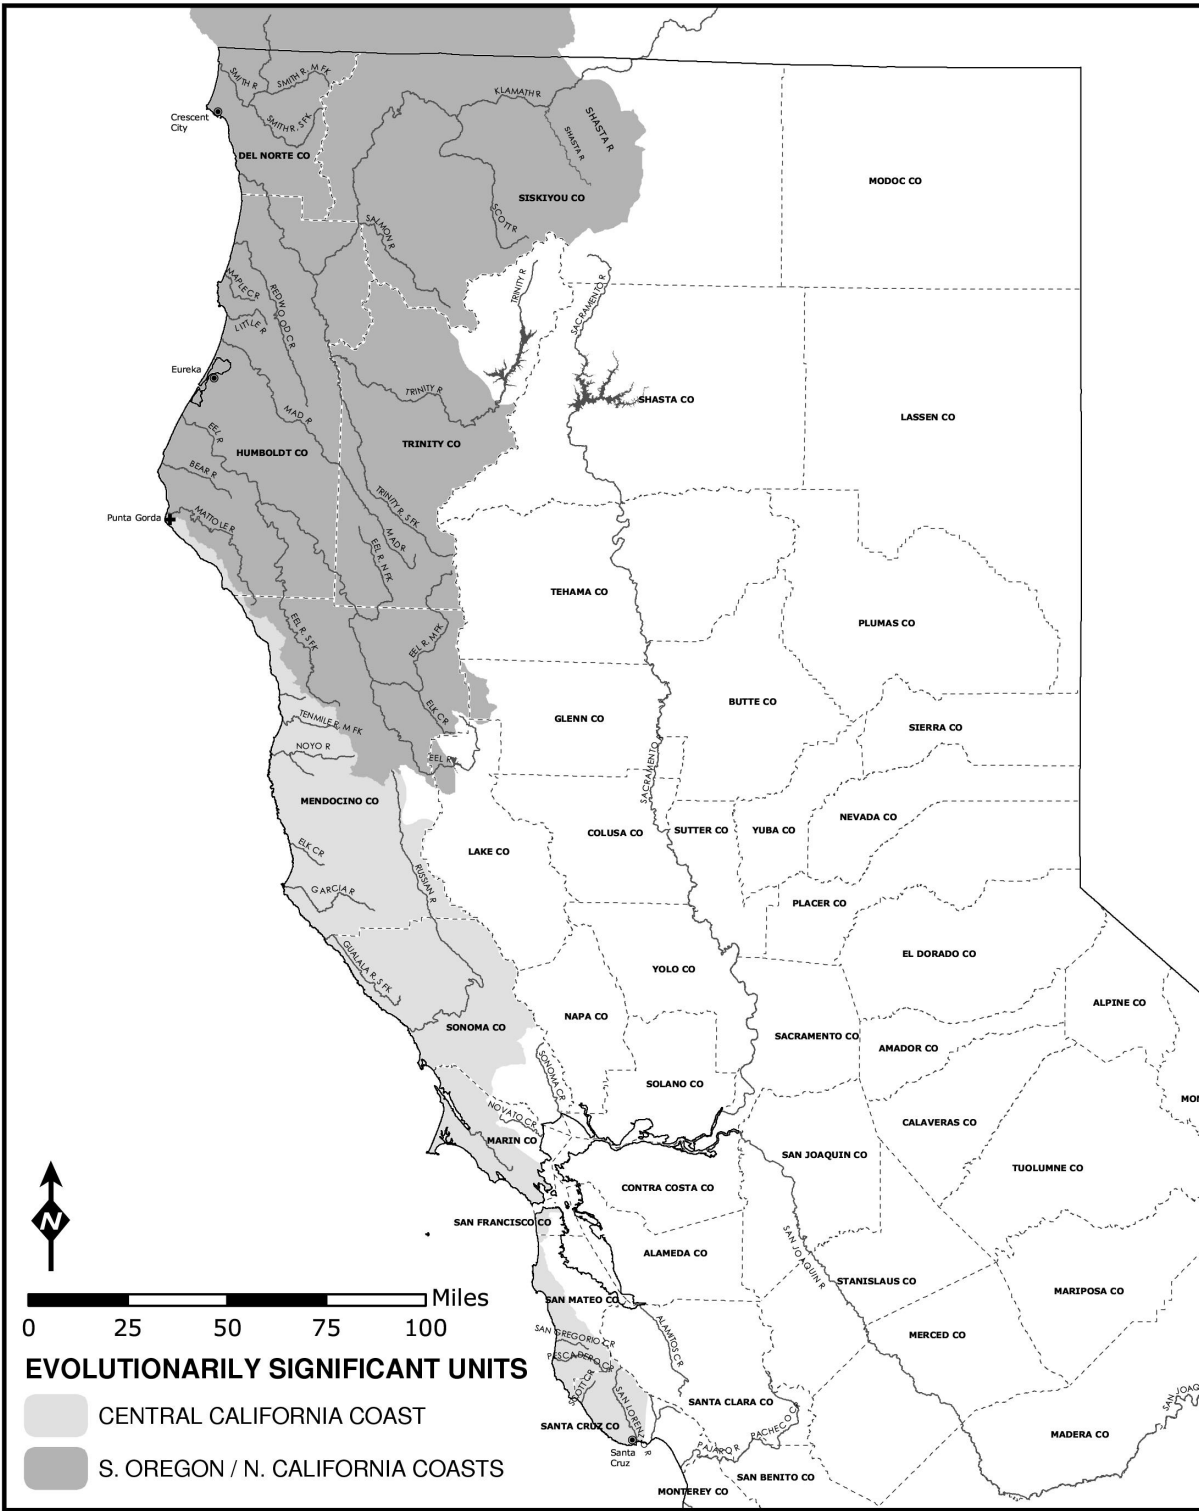 SMITH R
SMITH R, M FK
KLAMATH R
SHASTA R
SHASTA R
Crescent
City
SMITH R, S FK
DEL NORTE CO
MODOC CO
SISKIYOU CO
SALMON R
SCOTT R
MAPLE CR
REDWOOD CR
TRINITY R
SACRAMENTO R
LITTLE R
Eureka
TRINITY R
SHASTA CO
LASSEN CO
MAD R
EEL R
TRINITY CO
HUMBOLDT CO
BEAR R
TRINITY R, S FK
Punta Gorda
MATTOLE R
MAD R
EEL R, N FK
TEHAMA CO
PLUMAS CO
EEL R, S FK
EEL R, M FK
BUTTE CO
ELK CR
GLENN CO
TENMILE R, M FK
SIERRA CO
NOYO R
EEL R
SACRAMENTO R
MENDOCINO CO
NEVADA CO
COLUSA CO
SUTTER CO
YUBA CO
ELK CR
LAKE CO
RUSSIAN R
GARCIA R
PLACER CO
GUALALA R, S FK
EL DORADO CO
YOLO CO
ALPINE CO
NAPA CO
SONOMA CO
SACRAMENTO CO
AMADOR CO
SONOMA CR
SOLANO CO
MON
NOVATO CR
CALAVERAS CO
MARIN CO
SAN JOAQUIN CO
TUOLUMNE CO
CONTRA COSTA CO
N
SAN FRANCISCO CO
ALAMEDA CO
SAN JOAQUIN R
STANISLAUS CO
MARIPOSA CO
SAN MATEO CO
Miles
0 25 50 75 100
SAN GREGORIO CR
ALAMITOS CR
MERCED CO
PESCADERO CR
EVOLUTIONARILY SIGNIFICANT UNITS
SCOTT CR
SAN LORENZO R
SANTA CLARA CO
SAN JOAQ
CENTRAL CALIFORNIA COAST
SANTA CRUZ CO
PACHECO CR
MADERA CO
Santa
Cruz
PAJARO R
S. OREGON / N. CALIFORNIA COASTS
SAN BENITO CO
MONTEREY CO